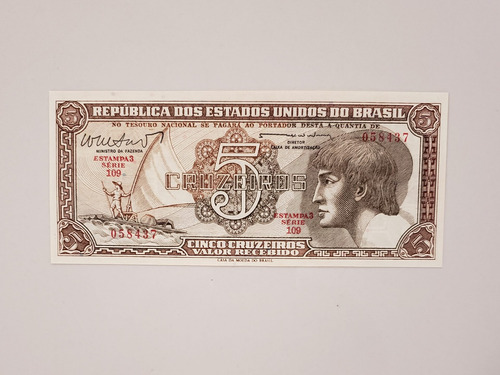 5 REPÚBLICA DOS ESTADOS UNIDOS DO BRASIL 5
NO TESOURO NACIONAL SE PAGARÁ AO PORTADOR DESTA A QUANTIA DE
MINISTRO DA FAZENDA
DIRETOR
CAIXA DE AMORTIZAÇÃO
058437
ESTAMPA 3
SÉRIE
109
5
CRUZEIROS
ESTAMPA 3
SÉRIE
109
058437
5 CINCO CRUZEIROS 5
VALOR RECEBIDO
CASA DA MOEDA DO BRASIL